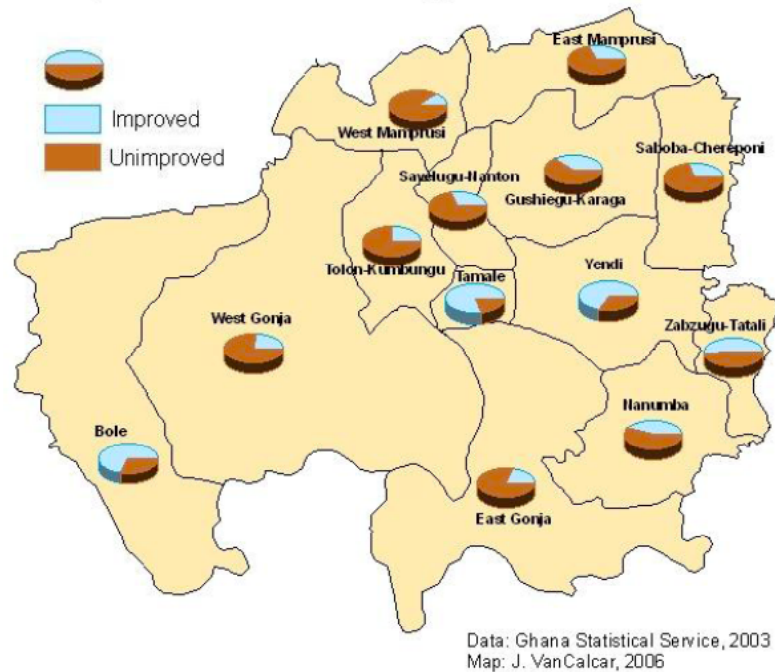 East Mamprusi
Improved
West Mamprusi
Unimproved
Saboba-Chereponi
Savelugu-Nanton
Gushiegu-Karaga
Tolon-Kumbungu
Tamale
Yendi
West Gonja
Zabzugu-Tatali
Nanumba
Bole
East Gonja
Data: Ghana Statistical Service, 2003
Map: J. VanCalcar, 2006